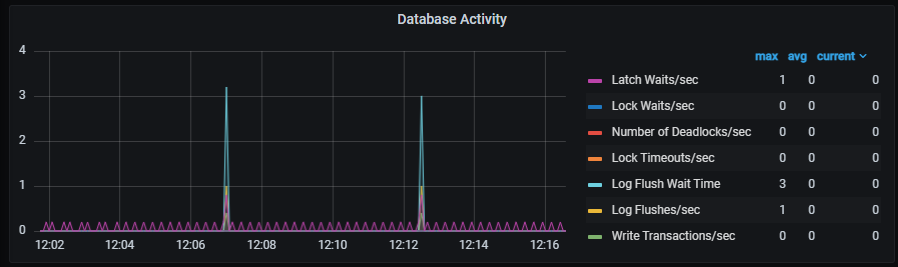 Database Activity
4
3
2
1
0
12:02 12:04 12:06 12:08 12:10 12:12 12:14 12:16
max avg current
Latch Waits/sec 1 0 0
Lock Waits/sec 0 0 0
Number of Deadlocks/sec 0 0 0
Lock Timeouts/sec 0 0 0
Log Flush Wait Time 3 0 0
Log Flushes/sec 1 0 0
Write Transactions/sec 0 0 0